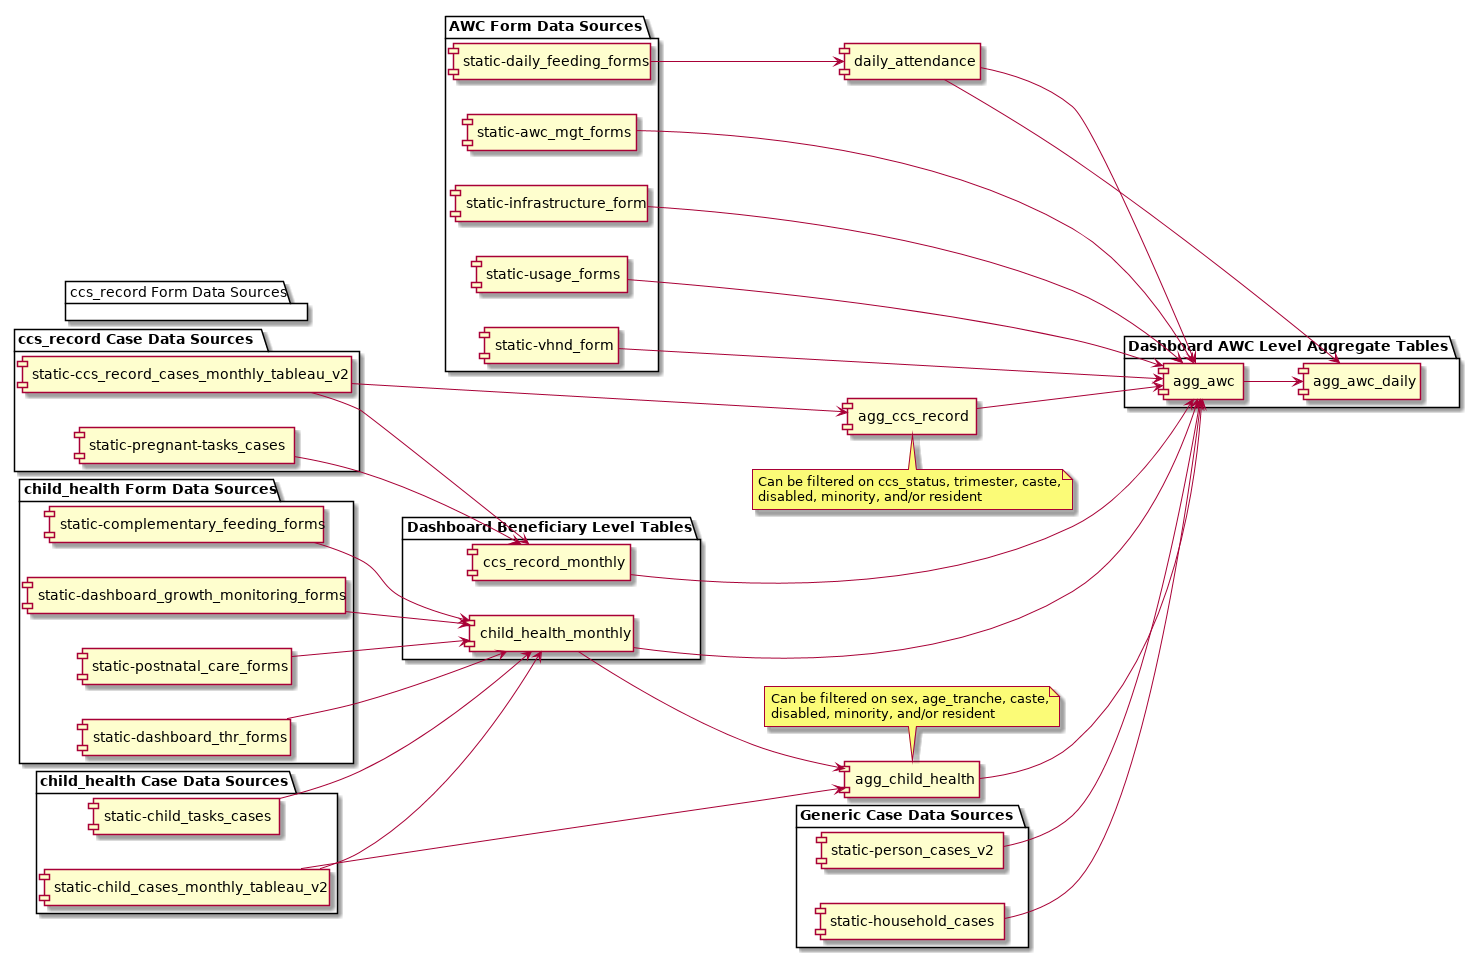 AWC Form Data Sources
static-daily_feeding_forms
static-awc_mgt_forms
static-infrastructure_form
static-usage_forms
static-vhnd_form
daily_attendance
ccs_record Form Data Sources
ccs_record Case Data Sources
static-ccs_record_cases_monthly_tableau_v2
static-pregnant-tasks_cases
Dashboard AWC Level Aggregate Tables
agg_awc
agg_awc_daily
agg_ccs_record
Can be filtered on ccs_status, trimester, caste,
disabled, minority, and/or resident
child_health Form Data Sources
static-complementary_feeding_forms
static-dashboard_growth_monitoring_forms
static-postnatal_care_forms
static-dashboard_thr_forms
Dashboard Beneficiary Level Tables
ccs_record_monthly
child_health_monthly
Can be filtered on sex, age_tranche, caste,
disabled, minority, and/or resident
agg_child_health
child_health Case Data Sources
static-child_tasks_cases
static-child_cases_monthly_tableau_v2
Generic Case Data Sources
static-person_cases_v2
static-household_cases